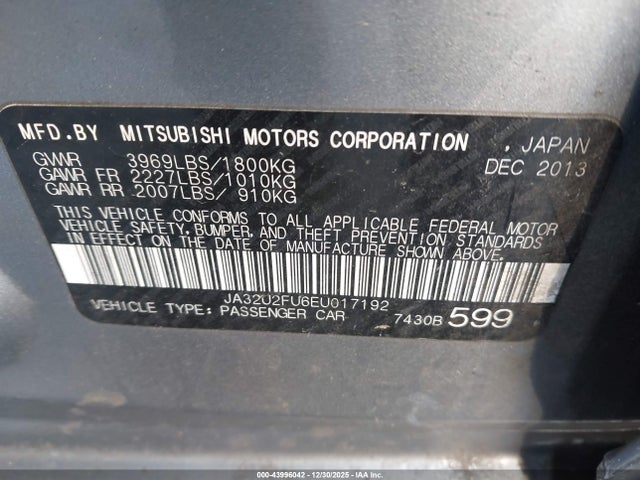 MFD.BY MITSUBISHI MOTORS CORPORATION , JAPAN
GVWR 3969LBS/1800KG DEC 2013
GAWR FR 2227LBS/1010KG
GAWR RR 2007LBS/ 910KG
THIS VEHICLE CONFORMS TO ALL APPLICABLE FEDERAL MOTOR
VEHICLE SAFETY, BUMPER, AND THEFT PREVENTION STANDARDS
IN EFFECT ON THE DATE OF MANUFACTURE SHOWN ABOVE.
JA32U2FU6EU017192
VEHICLE TYPE: PASSENGER CAR 7430B 599
000-43996042 - 12/30/2025 - IAA Inc.